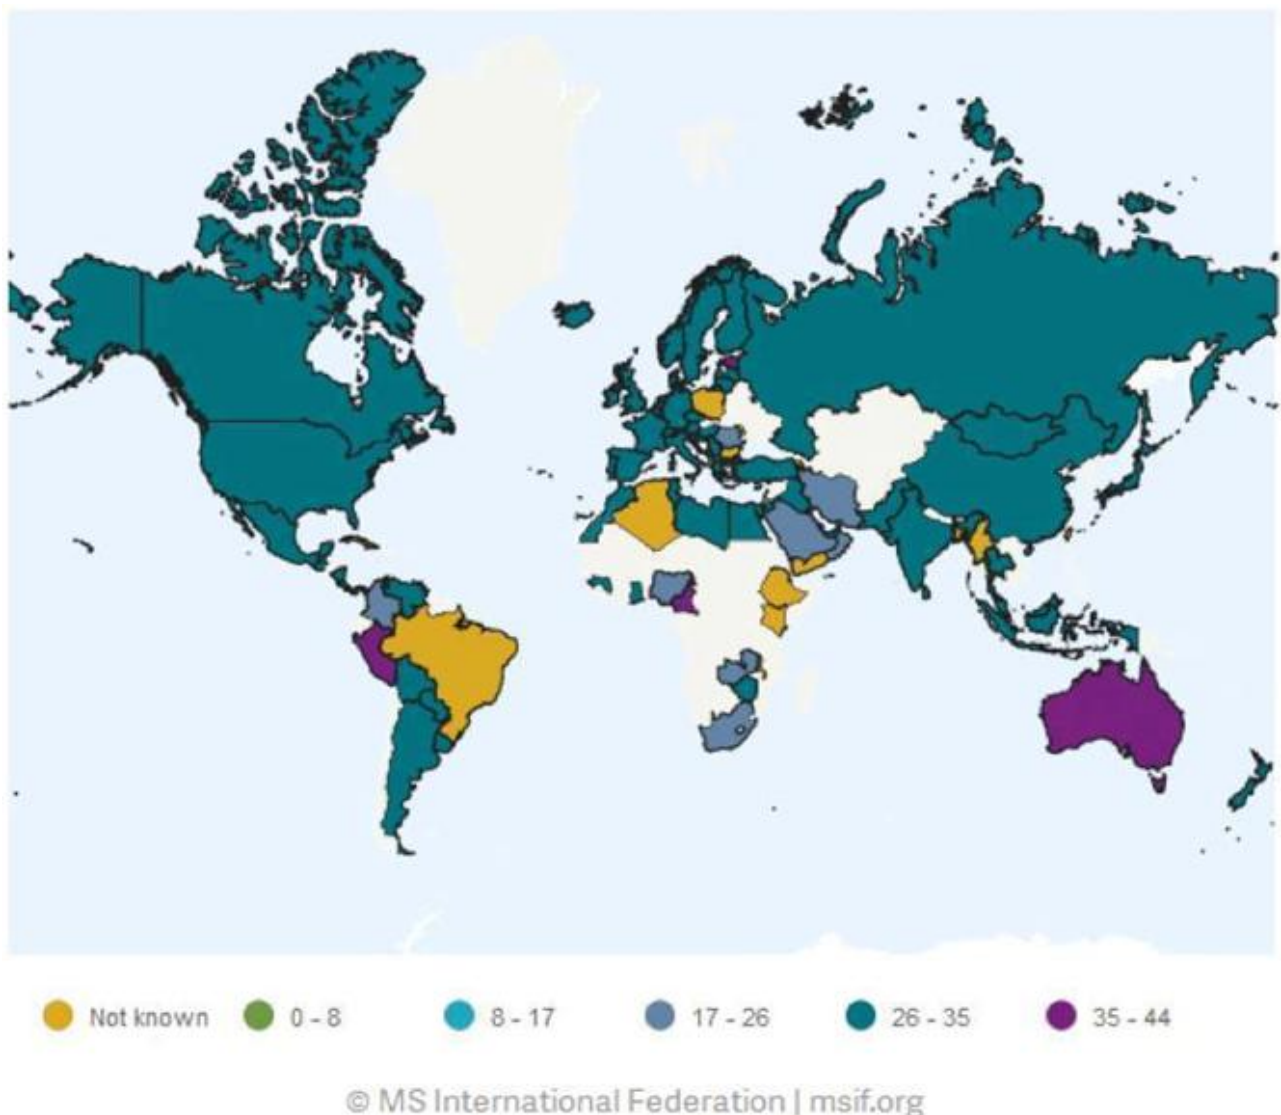 Not known 0 - 8 8 - 17 17 - 26 26 - 35 35 - 44
© MS International Federation | msif.org